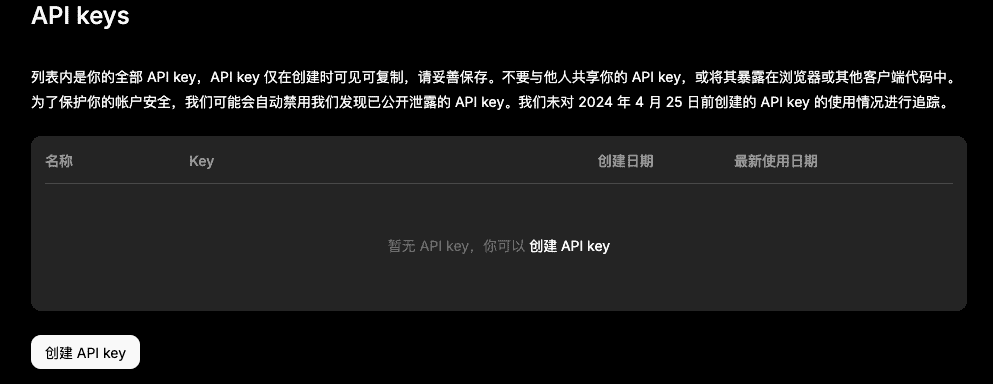 API keys
列表内是你的全部 API key，API key 仅在创建时可见可复制，请妥善保存。不要与他人共享你的 API key，或将其暴露在浏览器或其他客户端代码中。
为了保护你的帐户安全，我们可能会自动禁用我们发现已公开泄露的 API key。我们未对 2024 年 4 月 25 日前创建的 API key 的使用情况进行追踪。
名称 Key 创建日期 最新使用日期
暂无 API key，你可以 创建 API key
创建 API key